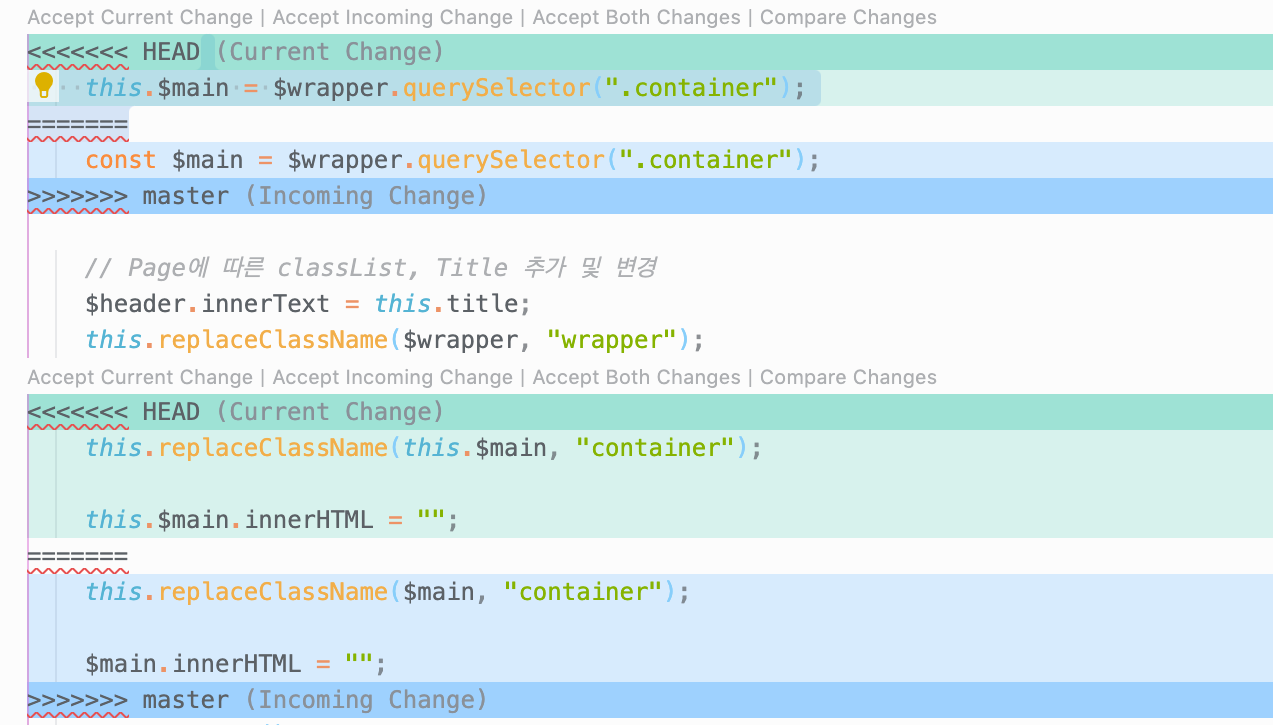 Accept Current Change | Accept Incoming Change | Accept Both Changes | Compare Changes
<<<<<<< HEAD (Current Change)
this.$main = $wrapper.querySelector(".container");
=======
const $main = $wrapper.querySelector(".container");
>>>>>>> master (Incoming Change)
// Page에 따른 classList, Title 추가 및 변경
$header.innerText = this.title;
this.replaceClassName($wrapper, "wrapper");
Accept Current Change | Accept Incoming Change | Accept Both Changes | Compare Changes
<<<<<<< HEAD (Current Change)
this.replaceClassName(this.$main, "container");
this.$main.innerHTML = "";
=======
this.replaceClassName($main, "container");
$main.innerHTML = "";
>>>>>>> master (Incoming Change)